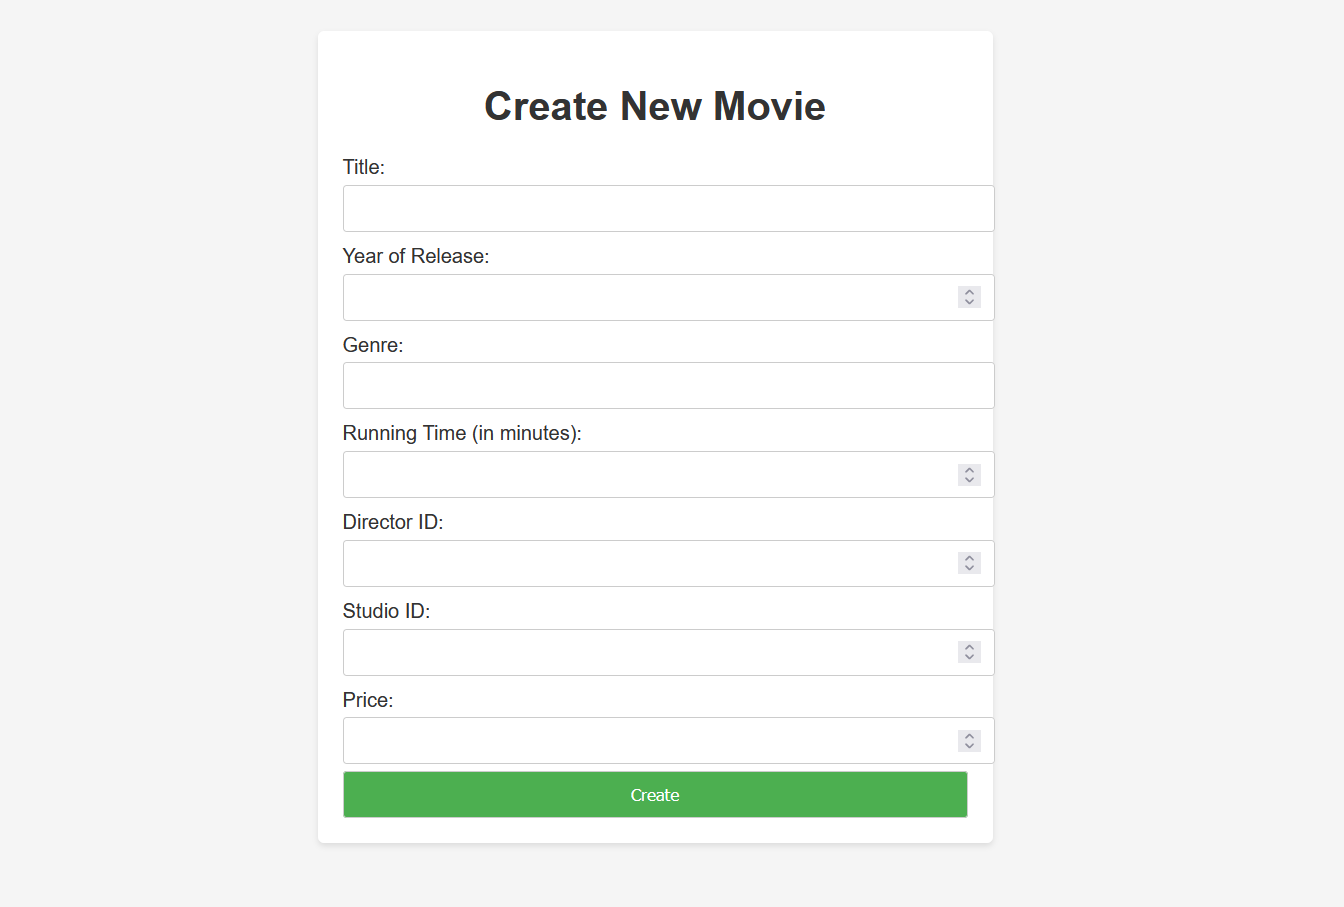 Create New Movie
Title:
Year of Release:
Genre:
Running Time (in minutes):
Director ID:
Studio ID:
Price:
Create